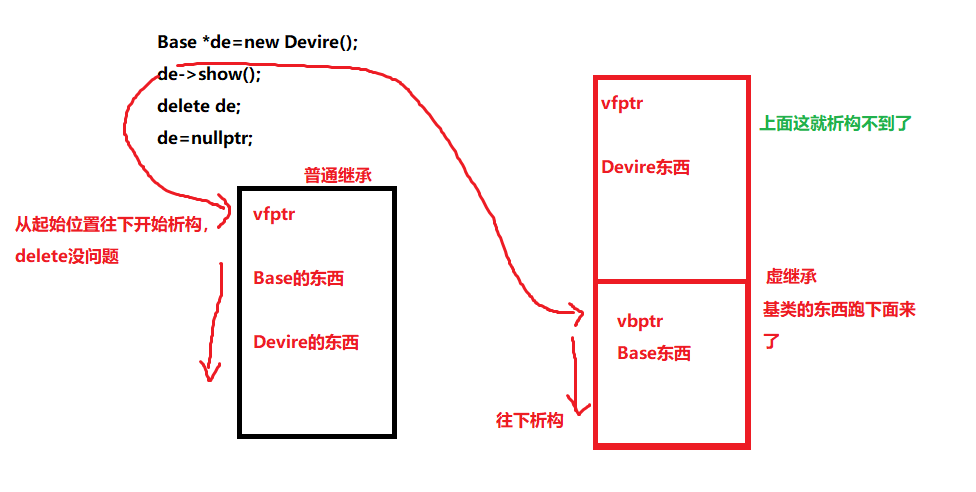 Base *de=new Devire();
de->show();
delete de;
de=nullptr;
普通继承
从起始位置往下开始析构，
delete没问题
vfptr
Base的东西
Devire的东西
vfptr
Devire东西
上面这就析构不到了
虚继承
基类的东西跑下面来
了
vbptr
Base东西
往下析构